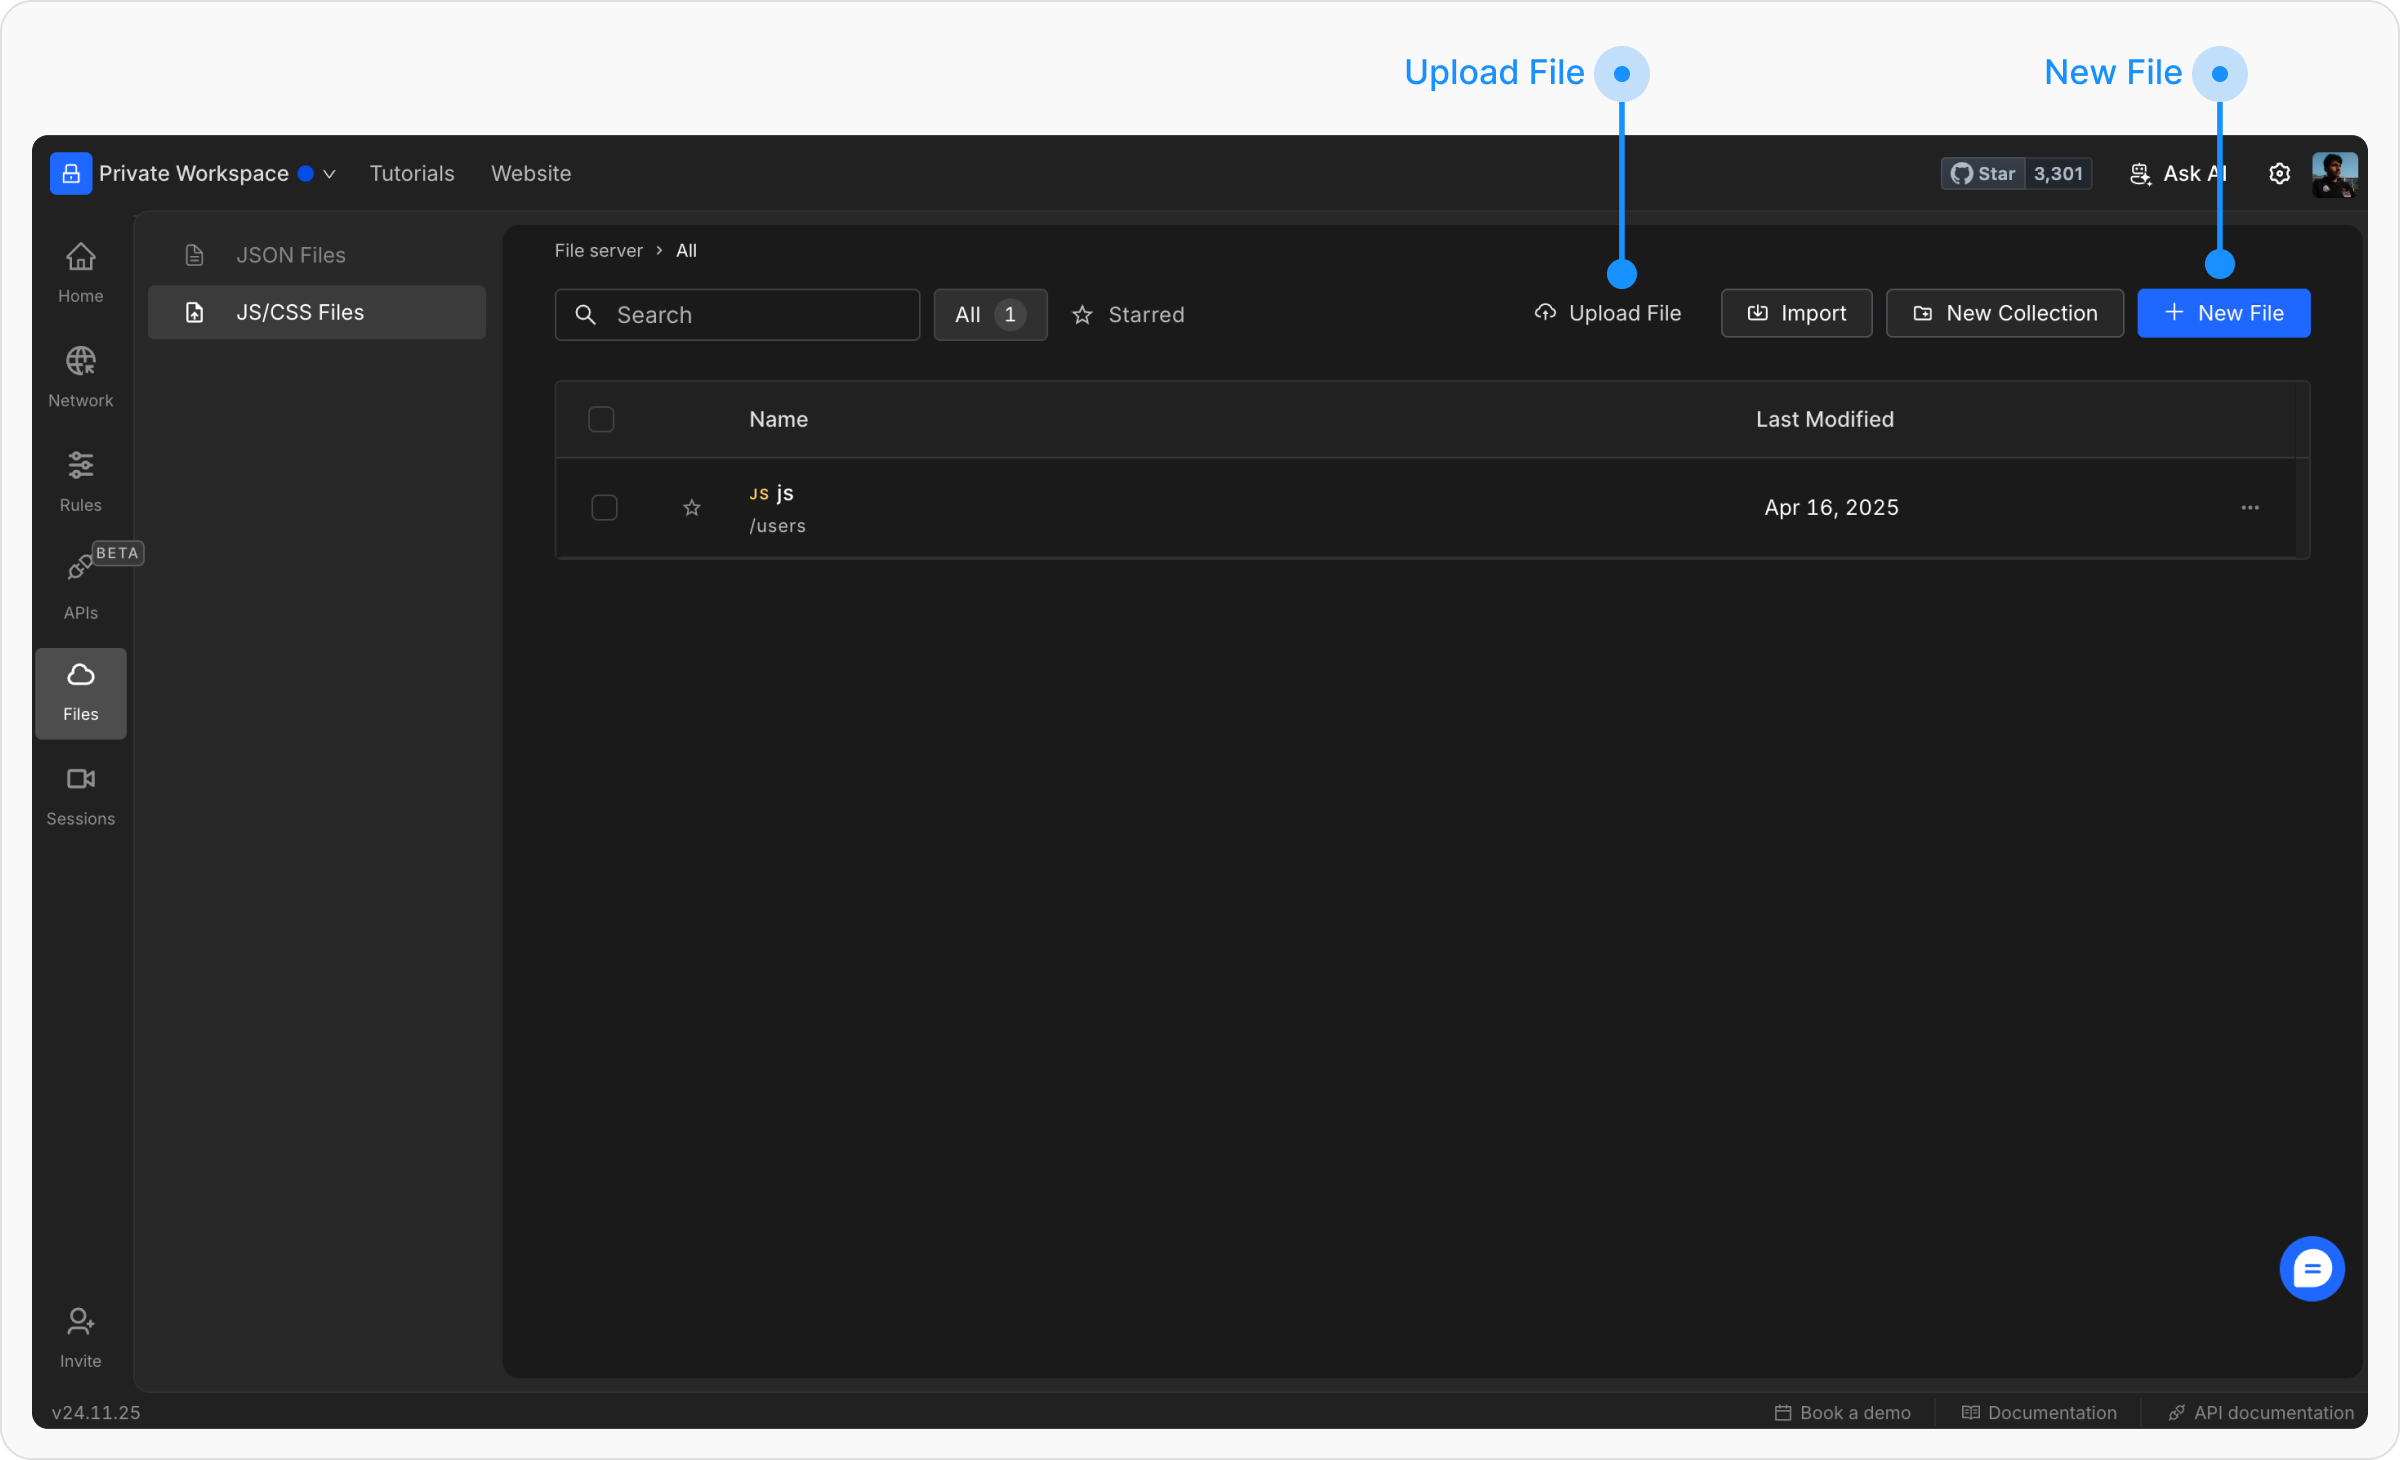 Upload File
New File
Private Workspace
Tutorials
Website
Star
3,301
Ask AI
Home
Network
Rules
BETA
APIs
Files
Sessions
Invite
JSON Files
JS/CSS Files
File server > All
Search
All 1
Starred
Upload File
Import
New Collection
+ New File
Name
Last Modified
JS js
/users
Apr 16, 2025
v24.11.25
Book a demo
Documentation
API documentation